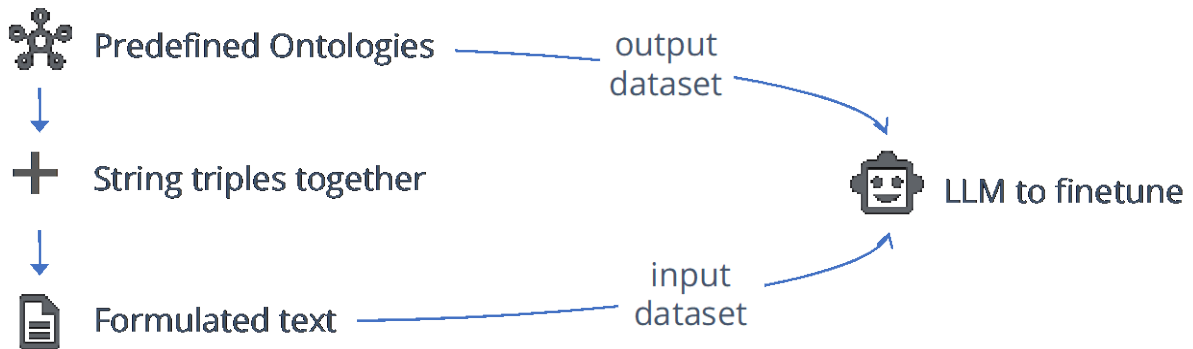 Predefined Ontologies
output
dataset
String triples together
LLM to finetune
input
dataset
Formulated text